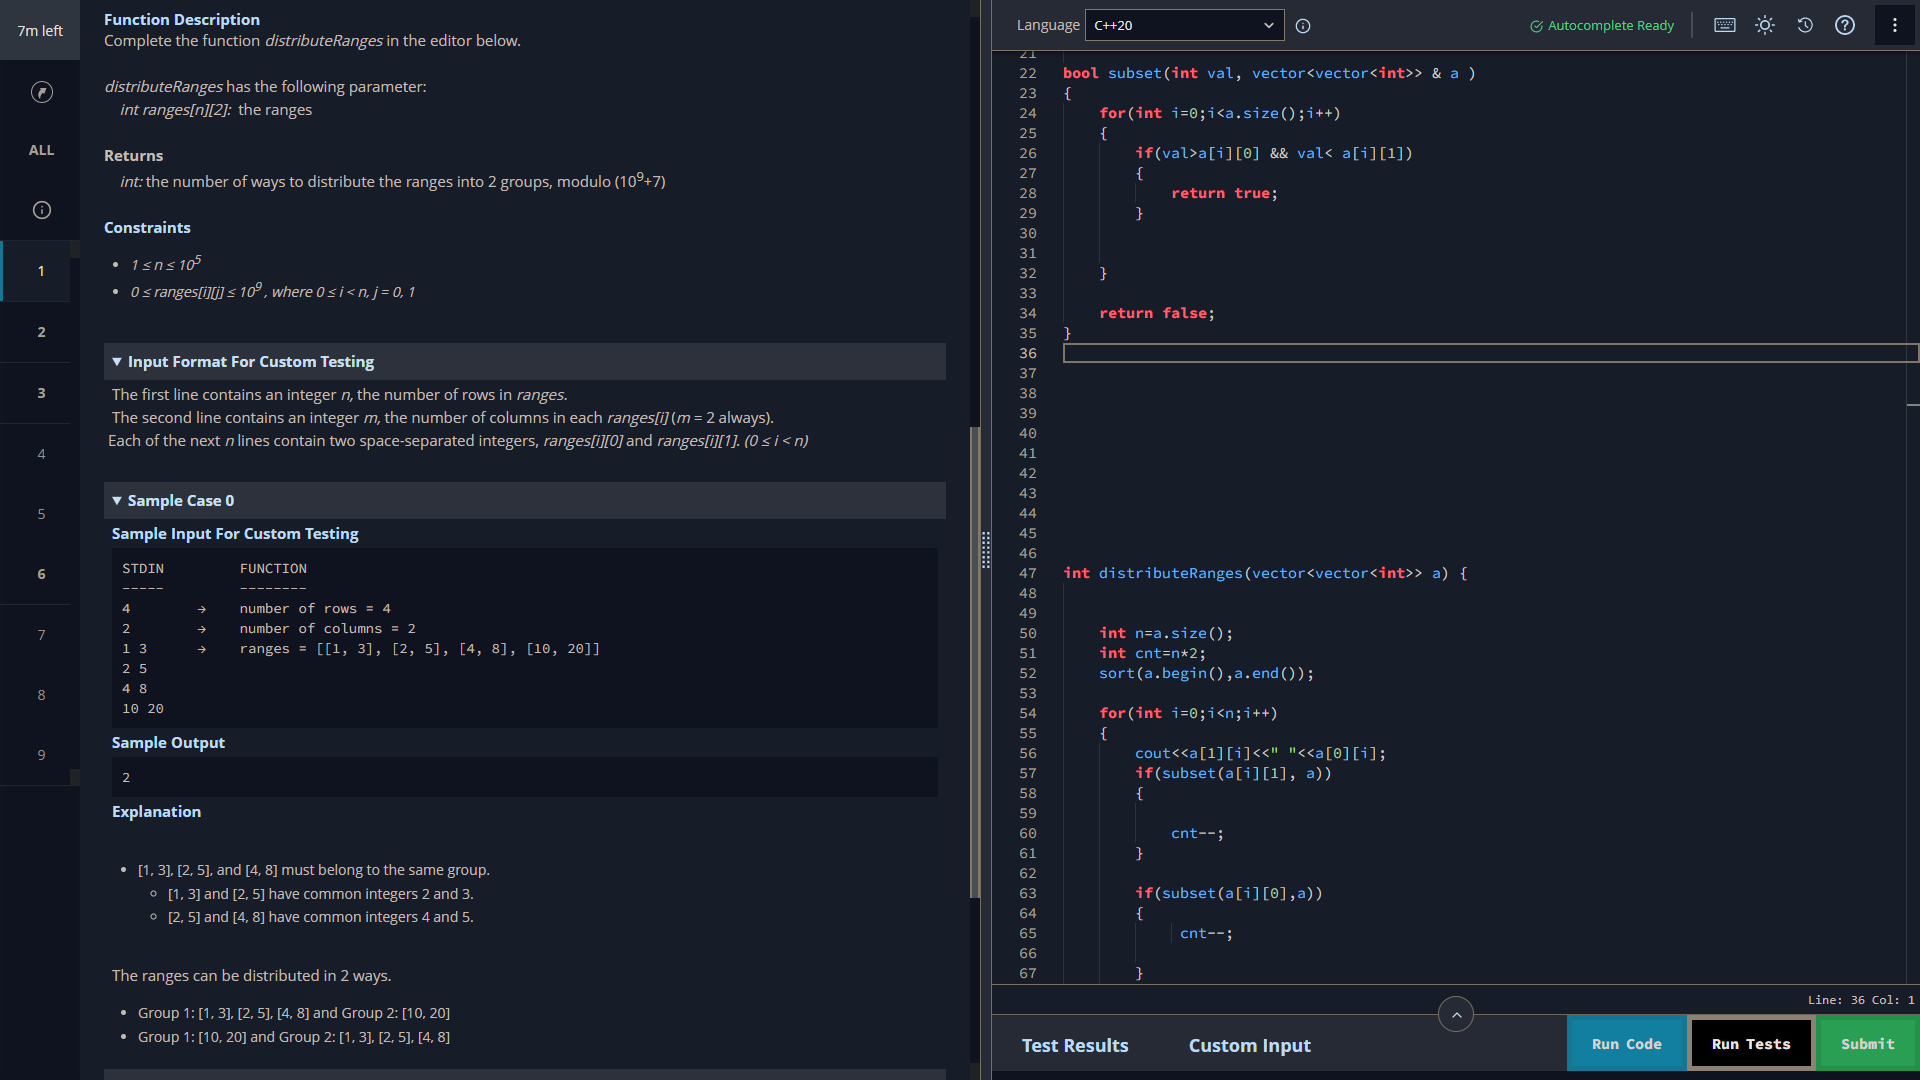 7m left
ALL
1
2
3
4
5
6
7
8
9
Function Description
Complete the function distributeRanges in the editor below.
distributeRanges has the following parameter:
int ranges[n][2]: the ranges
Returns
int: the number of ways to distribute the ranges into 2 groups, modulo (10⁹+7)
Constraints
• 1 ≤ n ≤ 10⁵
• 0 ≤ ranges[i][j] ≤ 10⁹ , where 0 ≤ i < n, j = 0, 1
▼ Input Format For Custom Testing
The first line contains an integer n, the number of rows in ranges.
The second line contains an integer m, the number of columns in each ranges[i] (m = 2 always).
Each of the next n lines contain two space-separated integers, ranges[i][0] and ranges[i][1]. (0 ≤ i < n)
▼ Sample Case 0
Sample Input For Custom Testing
STDIN FUNCTION
----- --------
4 → number of rows = 4
2 → number of columns = 2
1 3 → ranges = [[1, 3], [2, 5], [4, 8], [10, 20]]
2 5
4 8
10 20
Sample Output
2
Explanation
• [1, 3], [2, 5], and [4, 8] must belong to the same group.
◦ [1, 3] and [2, 5] have common integers 2 and 3.
◦ [2, 5] and [4, 8] have common integers 4 and 5.
The ranges can be distributed in 2 ways.
• Group 1: [1, 3], [2, 5], [4, 8] and Group 2: [10, 20]
• Group 1: [10, 20] and Group 2: [1, 3], [2, 5], [4, 8]
Language C++20 Autocomplete Ready
21
22 bool subset(int val, vector<vector<int>> & a )
23 {
24 for(int i=0;i<a.size();i++)
25 {
26 if(val>a[i][0] && val< a[i][1])
27 {
28 return true;
29 }
30
31
32 }
33
34 return false;
35 }
36
37
38
39
40
41
42
43
44
45
46
47 int distributeRanges(vector<vector<int>> a) {
48
49
50 int n=a.size();
51 int cnt=n*2;
52 sort(a.begin(),a.end());
53
54 for(int i=0;i<n;i++)
55 {
56 cout<<a[1][i]<<" "<<a[0][i];
57 if(subset(a[i][1], a))
58 {
59
60 cnt--;
61 }
62
63 if(subset(a[i][0],a))
64 {
65 cnt--;
66
67 }
Line: 36 Col: 1
Test Results
Custom Input
Run Code
Run Tests
Submit